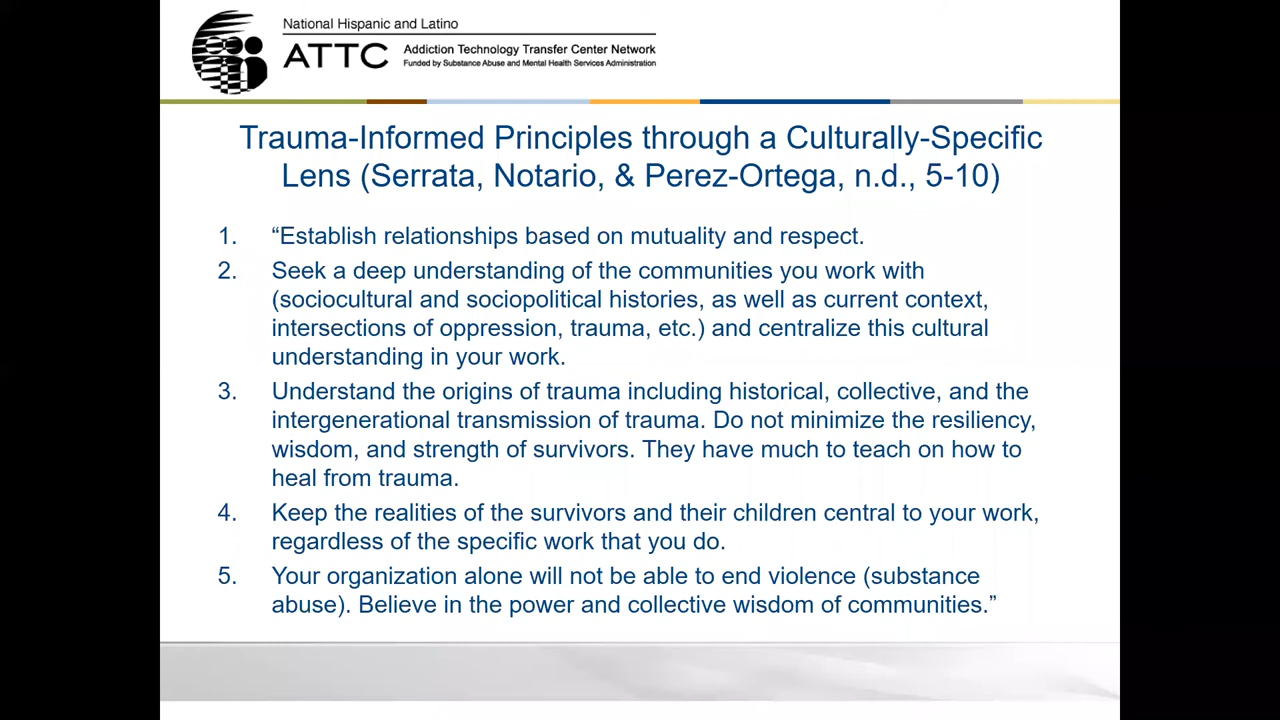 National Hispanic and Latino
ATTC
Addiction Technology Transfer Center Network
Funded by Substance Abuse and Mental Health Services Administration
Trauma-Informed Principles through a Culturally-Specific
Lens (Serrata, Notario, & Perez-Ortega, n.d., 5-10)
1. “Establish relationships based on mutuality and respect.
2. Seek a deep understanding of the communities you work with
(sociocultural and sociopolitical histories, as well as current context,
intersections of oppression, trauma, etc.) and centralize this cultural
understanding in your work.
3. Understand the origins of trauma including historical, collective, and the
intergenerational transmission of trauma. Do not minimize the resiliency,
wisdom, and strength of survivors. They have much to teach on how to
heal from trauma.
4. Keep the realities of the survivors and their children central to your work,
regardless of the specific work that you do.
5. Your organization alone will not be able to end violence (substance
abuse). Believe in the power and collective wisdom of communities.”